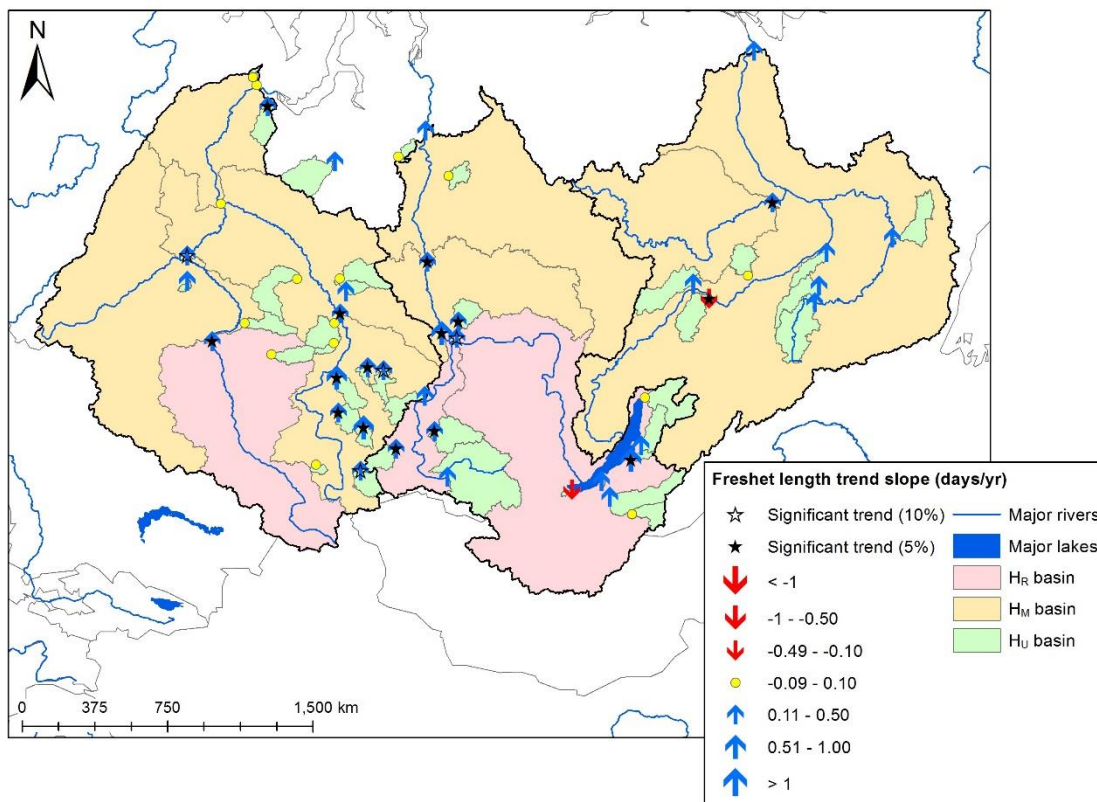 N
0 375 750 1,500 km
Freshet length trend slope (days/yr)
Significant trend (10%)
Significant trend (5%)
< -1
-1 - -0.50
-0.49 - -0.10
-0.09 - 0.10
0.11 - 0.50
0.51 - 1.00
> 1
Major rivers
Major lakes
HR basin
HM basin
HU basin